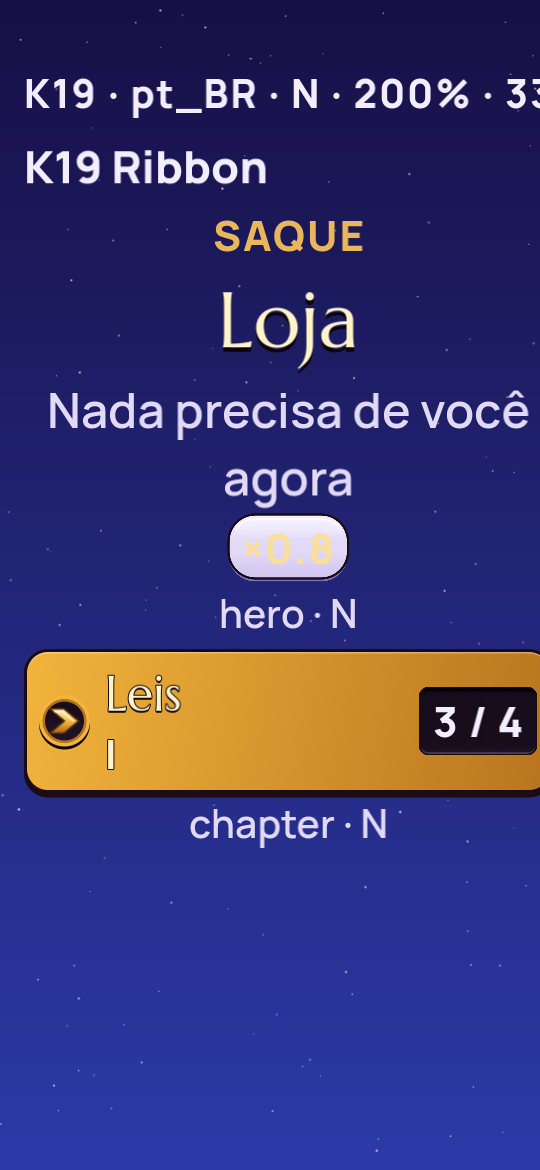 K19 · pt_BR · N · 200% · 33
K19 Ribbon
SAQUE
Loja
Nada precisa de você
agora
×0.8
hero · N
Leis
I
3 / 4
chapter · N